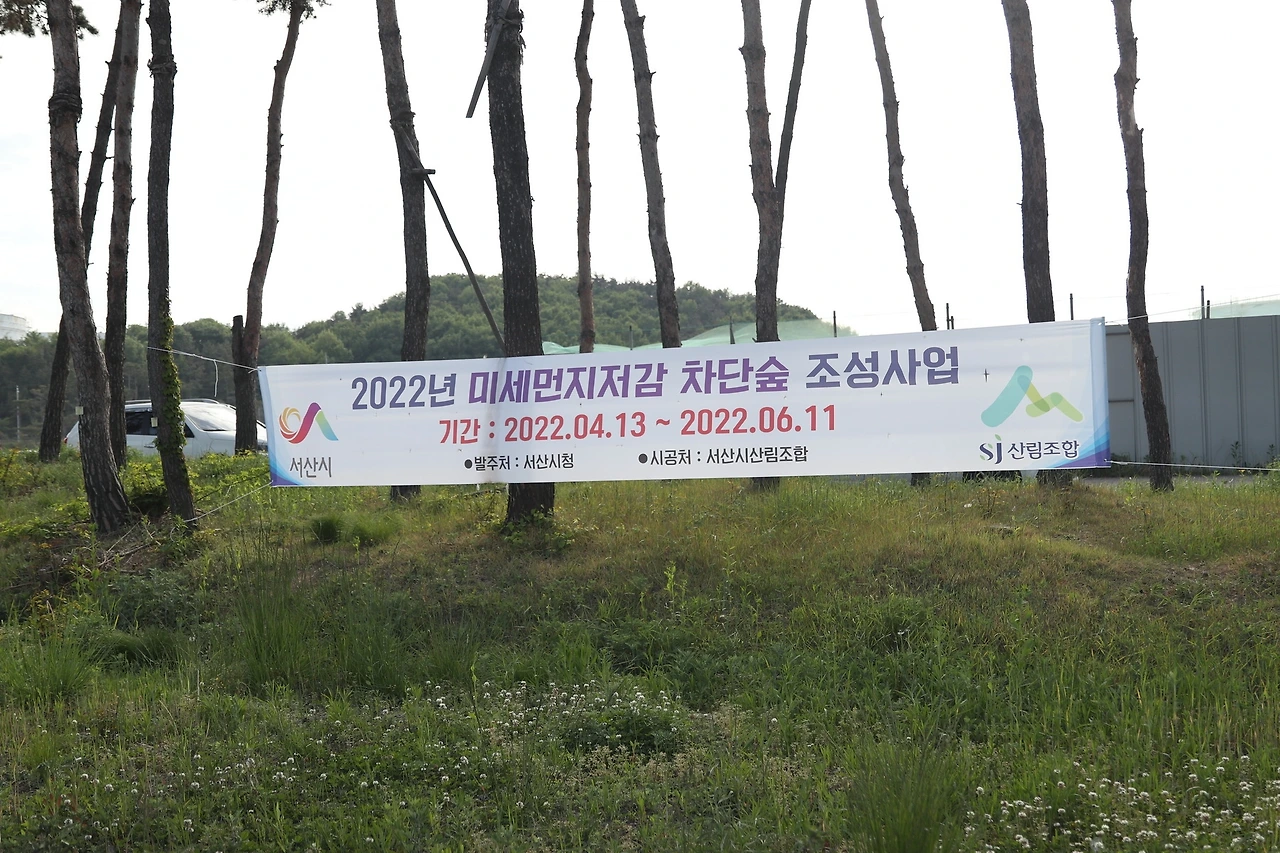 2022년 미세먼지저감 차단숲 조성사업
기간 : 2022.04.13 ~ 2022.06.11
●발주처 : 서산시청 ●시공처 : 서산시산림조합
서산시
SJ 산림조합